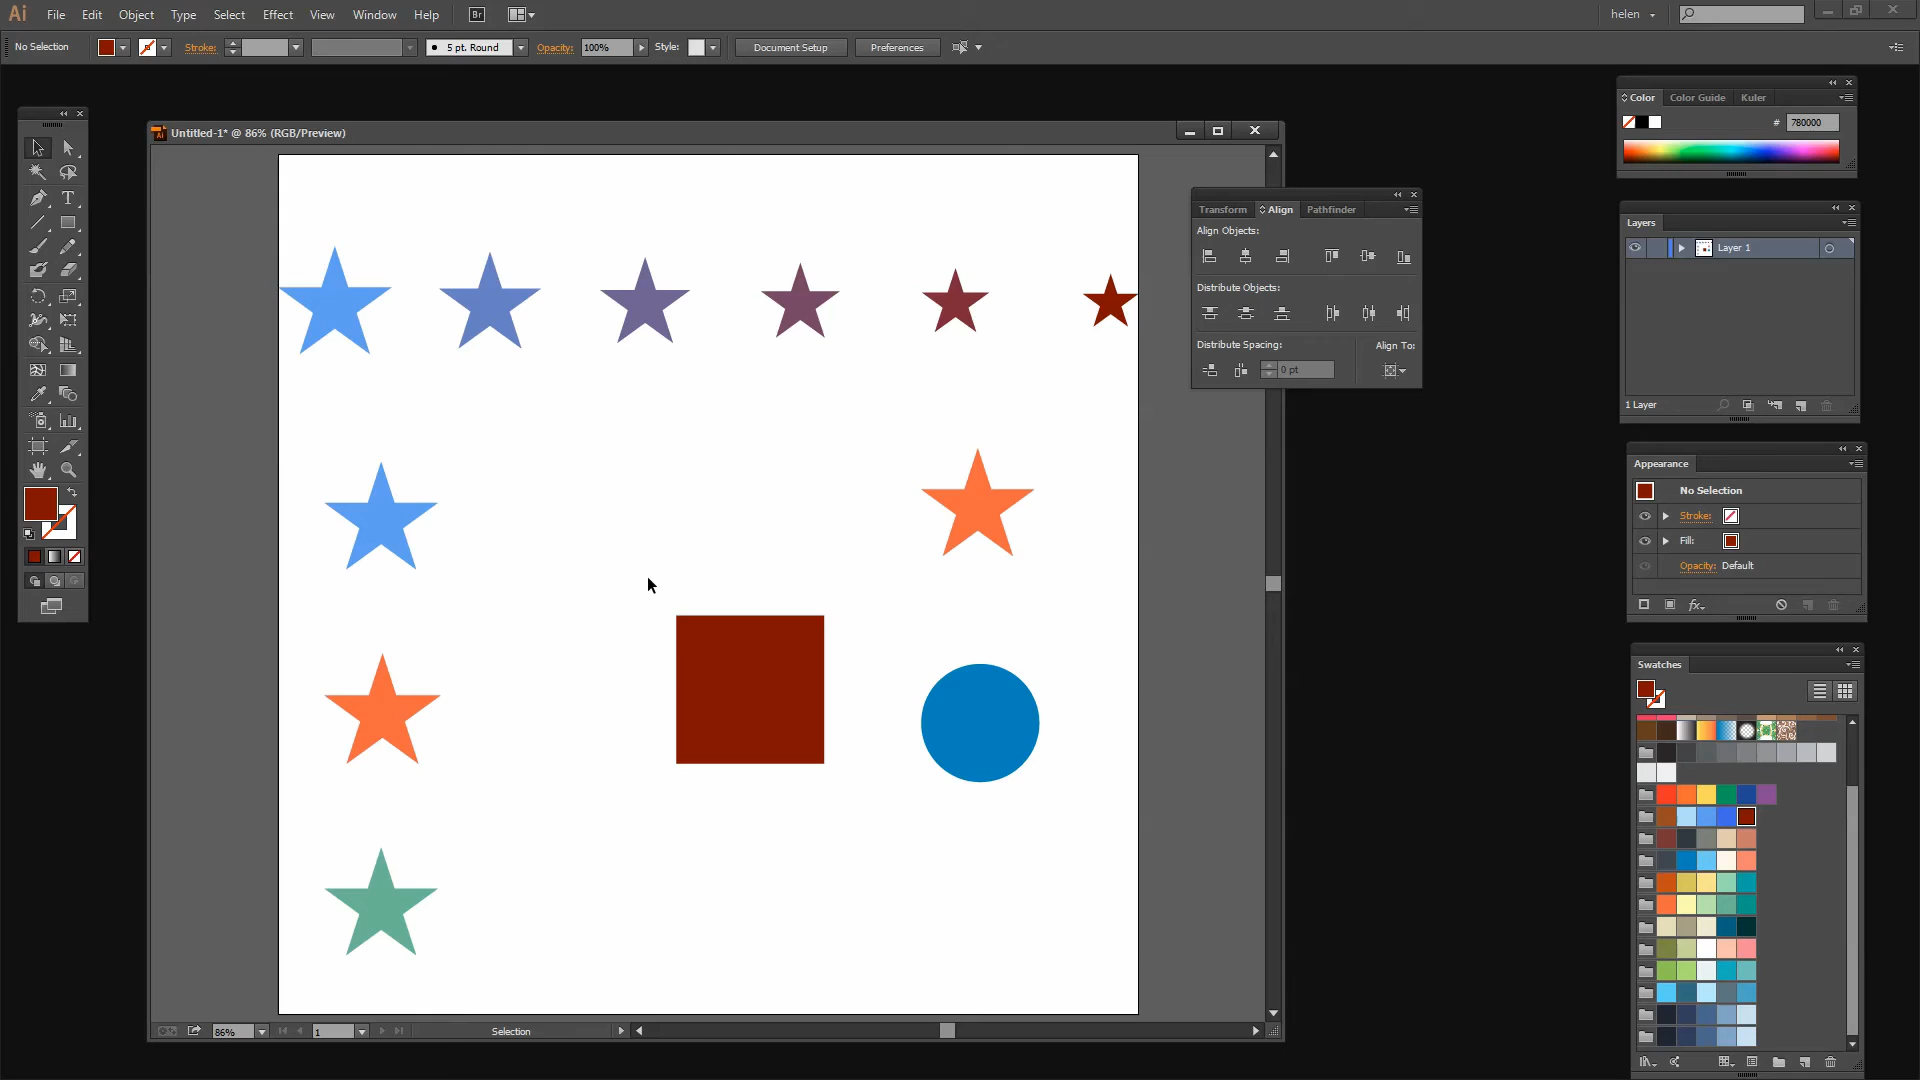 Ai File Edit Object Type Select Effect View Window Help Br helen
No Selection Stroke: 5 pt. Round Opacity: 100% Style: Document Setup Preferences
Untitled-1* @ 86% (RGB/Preview)
Color Color Guide Kuler
# 780000
Transform Align Pathfinder
Align Objects:
Distribute Objects:
Distribute Spacing: Align To:
0 pt
Layers
Layer 1
1 Layer
Appearance
No Selection
Stroke:
Fill:
Opacity: Default
fx
Swatches
T
86% 1 Selection